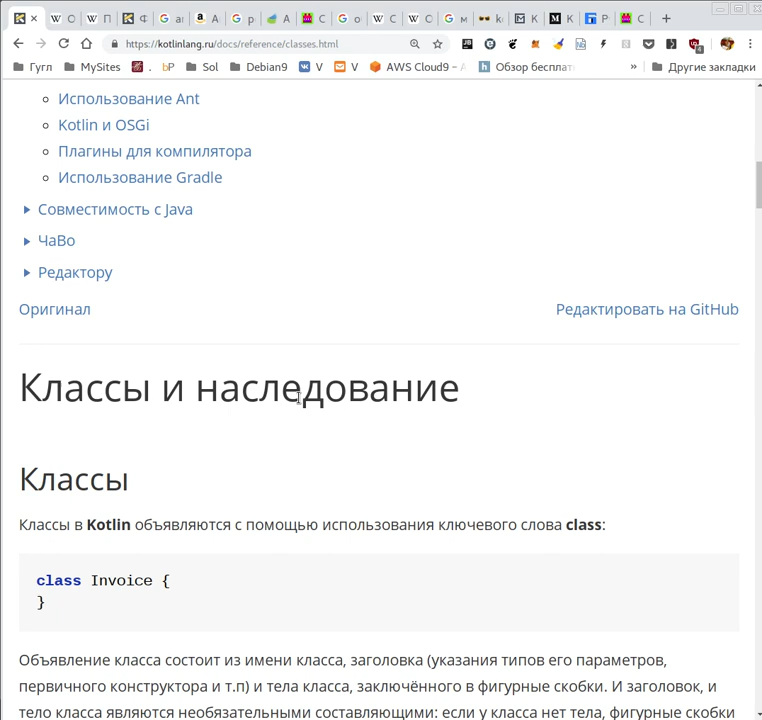 https://kotlinlang.ru/docs/reference/classes.html
Гугл MySites . bP Sol Debian9 V V AWS Cloud9 – Обзор бесплат » Другие закладки
Использование Ant
Kotlin и OSGi
Плагины для компилятора
Использование Gradle
Совместимость с Java
ЧаВо
Редактору
Оригинал Редактировать на GitHub
Классы и наследование
Классы
Классы в Kotlin объявляются с помощью использования ключевого слова class:
class Invoice {
}
Объявление класса состоит из имени класса, заголовка (указания типов его параметров,
первичного конструктора и т.п) и тела класса, заключённого в фигурные скобки. И заголовок, и
тело класса являются необязательными составляющими: если у класса нет тела, фигурные скобки